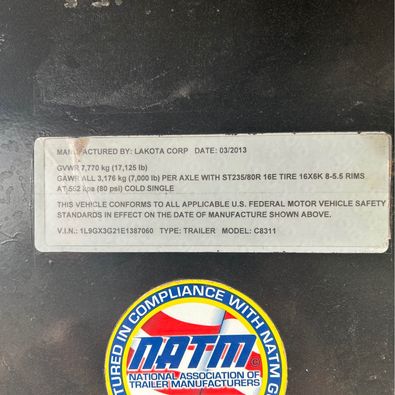 MANUFACTURED BY: LAKOTA CORP DATE: 03/2013
GVWR 7,770 kg (17,125 lb)
GAWR ALL 3,176 kg (7,000 lb) PER AXLE WITH ST235/80R 16E TIRE 16X6K 8-5.5 RIMS
AT 552 kpa (80 psi) COLD SINGLE
THIS VEHICLE CONFORMS TO ALL APPLICABLE U.S. FEDERAL MOTOR VEHICLE SAFETY
STANDARDS IN EFFECT ON THE DATE OF MANUFACTURE SHOWN ABOVE.
V.I.N.: 1L9GX3G21E1387060 TYPE: TRAILER MODEL: C8311
CTURED IN COMPLIANCE WITH NATM G
NATM
NATIONAL ASSOCIATION OF
TRAILER MANUFACTURERS